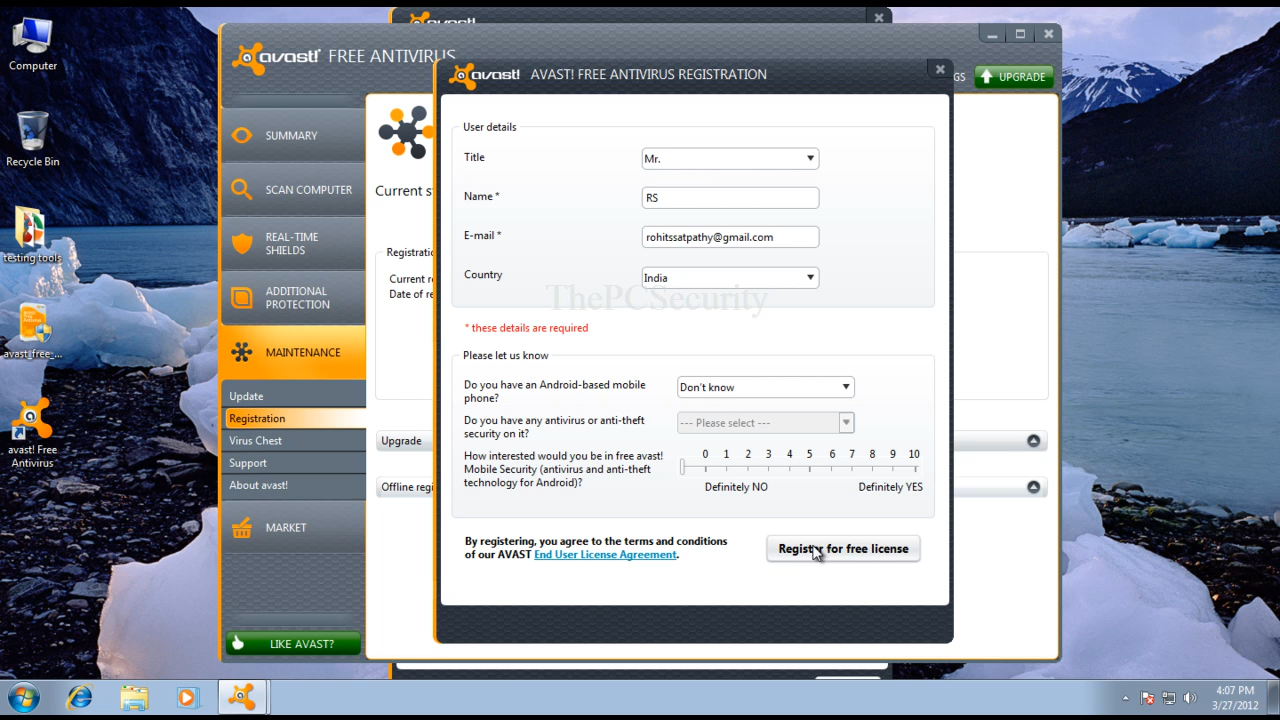 Computer
Recycle Bin
testing tools
avast_free_...
avast! Free
Antivirus
avast!
avast! FREE ANTIVIRUS
GS
UPGRADE
SUMMARY
SCAN COMPUTER
REAL-TIME
SHIELDS
ADDITIONAL
PROTECTION
MAINTENANCE
Update
Registration
Virus Chest
Support
About avast!
MARKET
LIKE AVAST?
Current s
Registratio
Current r
Date of re
Upgrade
Offline regi
avast! AVAST! FREE ANTIVIRUS REGISTRATION
User details
Title
Mr.
Name *
RS
E-mail *
rohitssatpathy@gmail.com
Country
India
ThePCSecurity
* these details are required
Please let us know
Do you have an Android-based mobile
phone?
Don't know
Do you have any antivirus or anti-theft
security on it?
--- Please select ---
How interested would you be in free avast!
Mobile Security (antivirus and anti-theft
technology for Android)?
0 1 2 3 4 5 6 7 8 9 10
Definitely NO Definitely YES
By registering, you agree to the terms and conditions
of our AVAST End User License Agreement.
Register for free license
4:07 PM
3/27/2012